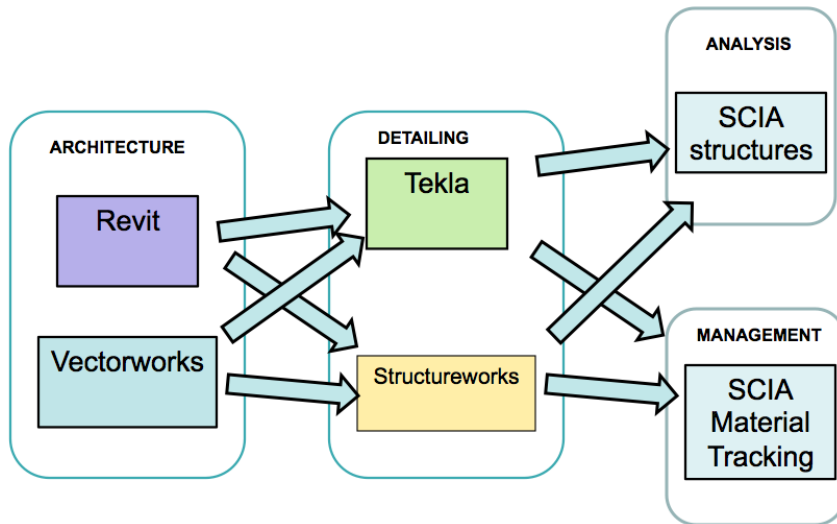 ARCHITECTURE
Revit
Vectorworks
DETAILING
Tekla
Structureworks
ANALYSIS
SCIA
structures
MANAGEMENT
SCIA
Material
Tracking